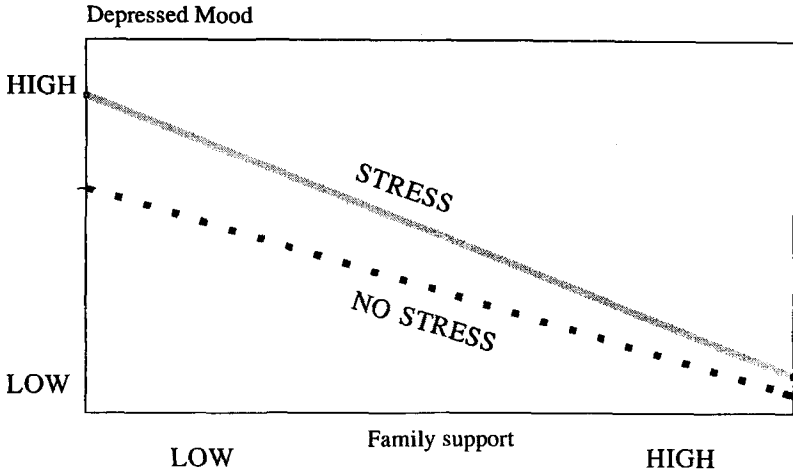 Depressed Mood
HIGH
STRESS
NO STRESS
LOW
Family support
LOW
HIGH